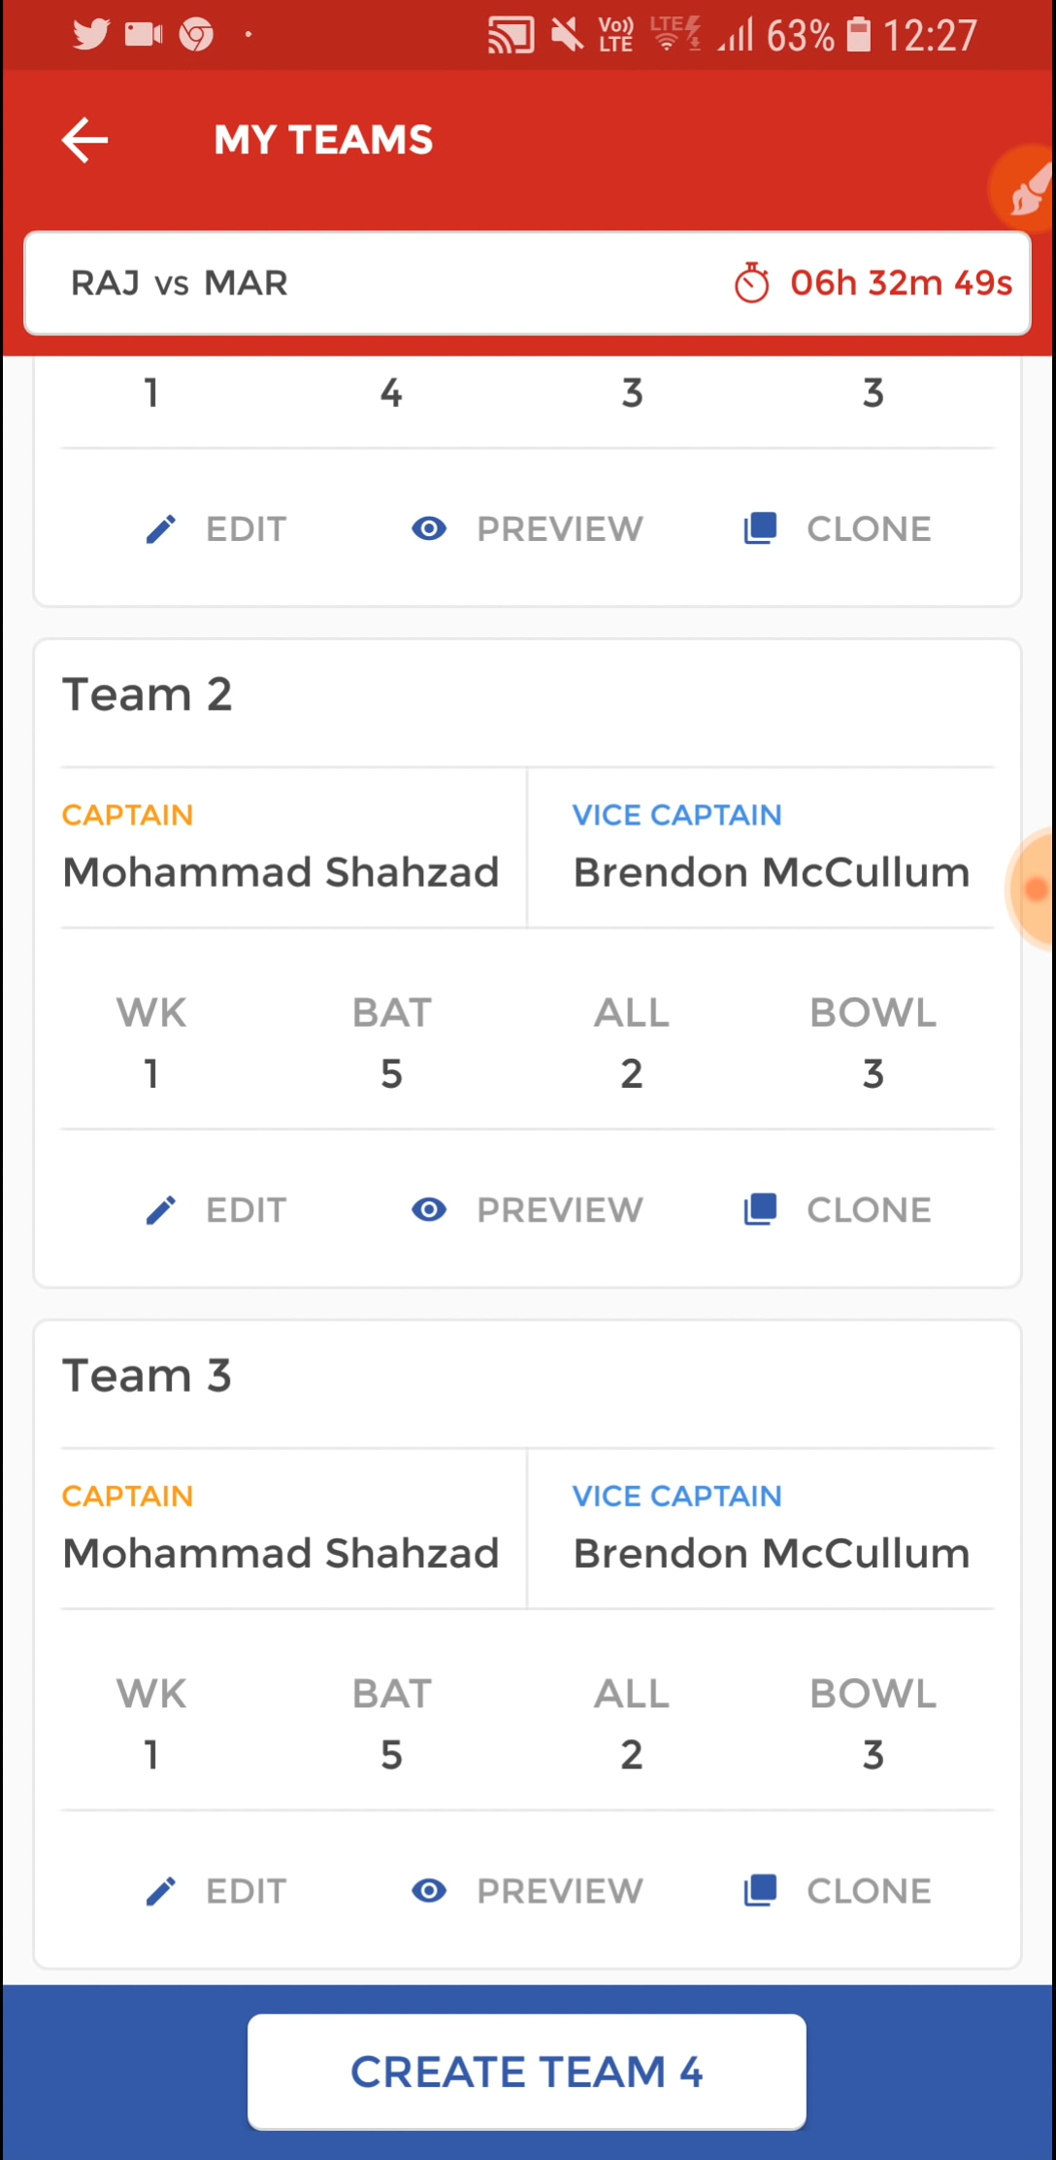 Vo)) LTE LTE 63% 12:27
MY TEAMS
RAJ vs MAR 06h 32m 49s
1 4 3 3
EDIT PREVIEW CLONE
Team 2
CAPTAIN VICE CAPTAIN
Mohammad Shahzad Brendon McCullum
WK BAT ALL BOWL
1 5 2 3
EDIT PREVIEW CLONE
Team 3
CAPTAIN VICE CAPTAIN
Mohammad Shahzad Brendon McCullum
WK BAT ALL BOWL
1 5 2 3
EDIT PREVIEW CLONE
CREATE TEAM 4